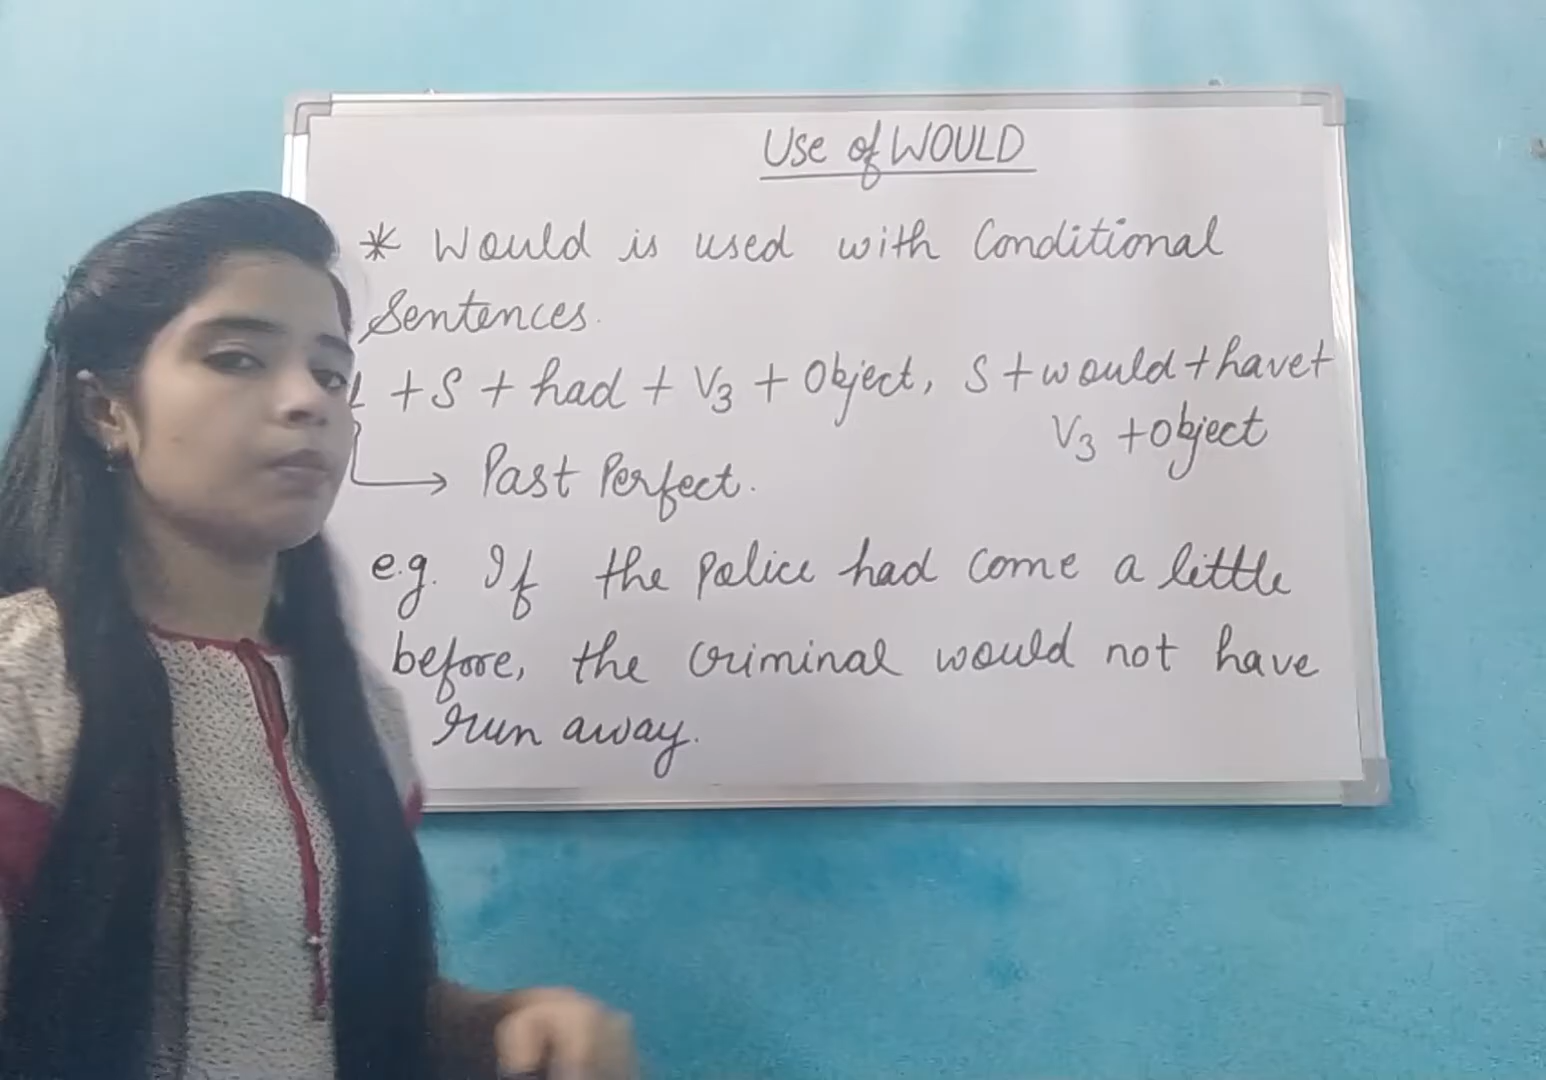 Use of WOULD
* Would is used with Conditional
Sentences.
+ S + had + V3 + Object, S + would + have +
V3 + object
→ Past Perfect.
e.g. If the police had come a little
before, the criminal would not have
run away.